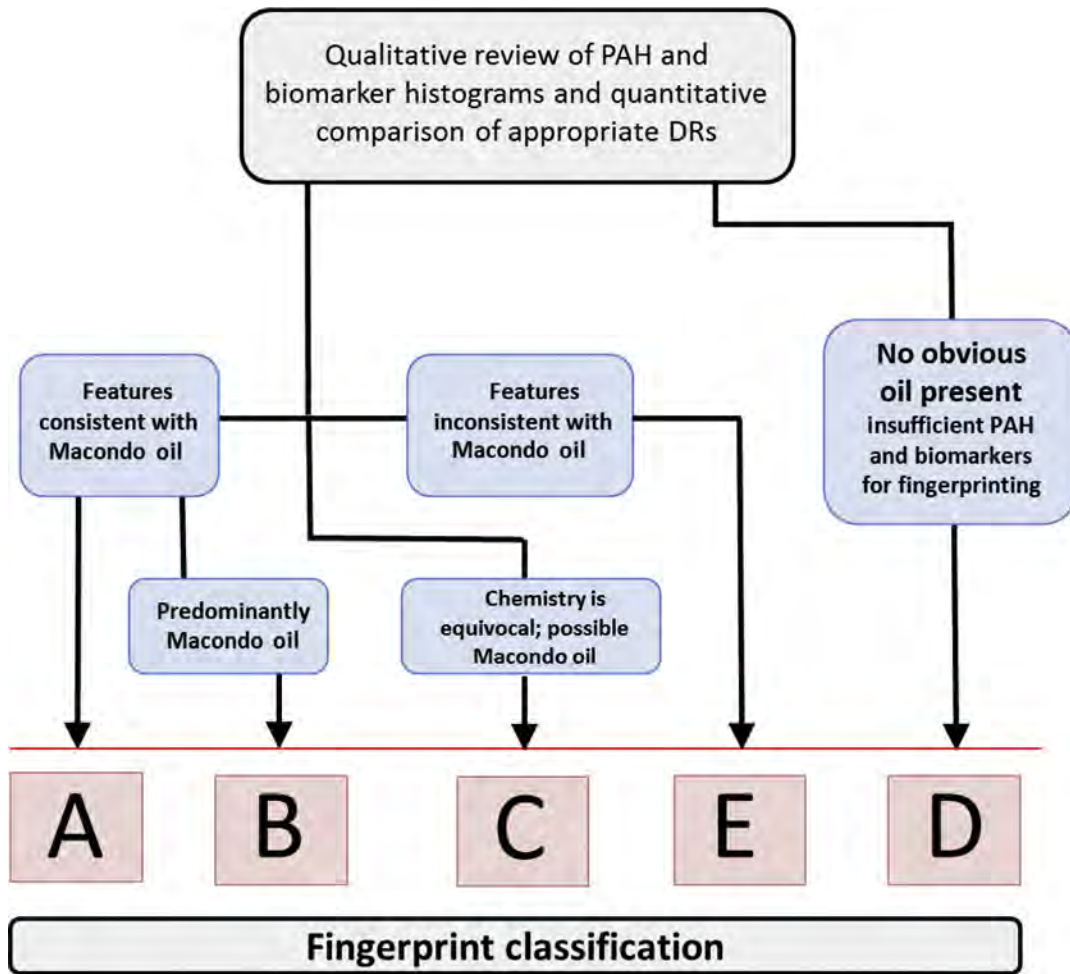 Qualitative review of PAH and
biomarker histograms and quantitative
comparison of appropriate DRs
Features
consistent with
Macondo oil
Features
inconsistent with
Macondo oil
No obvious
oil present
insufficient PAH
and biomarkers
for fingerprinting
Predominantly
Macondo oil
Chemistry is
equivocal; possible
Macondo oil
A
B
C
E
D
Fingerprint classification